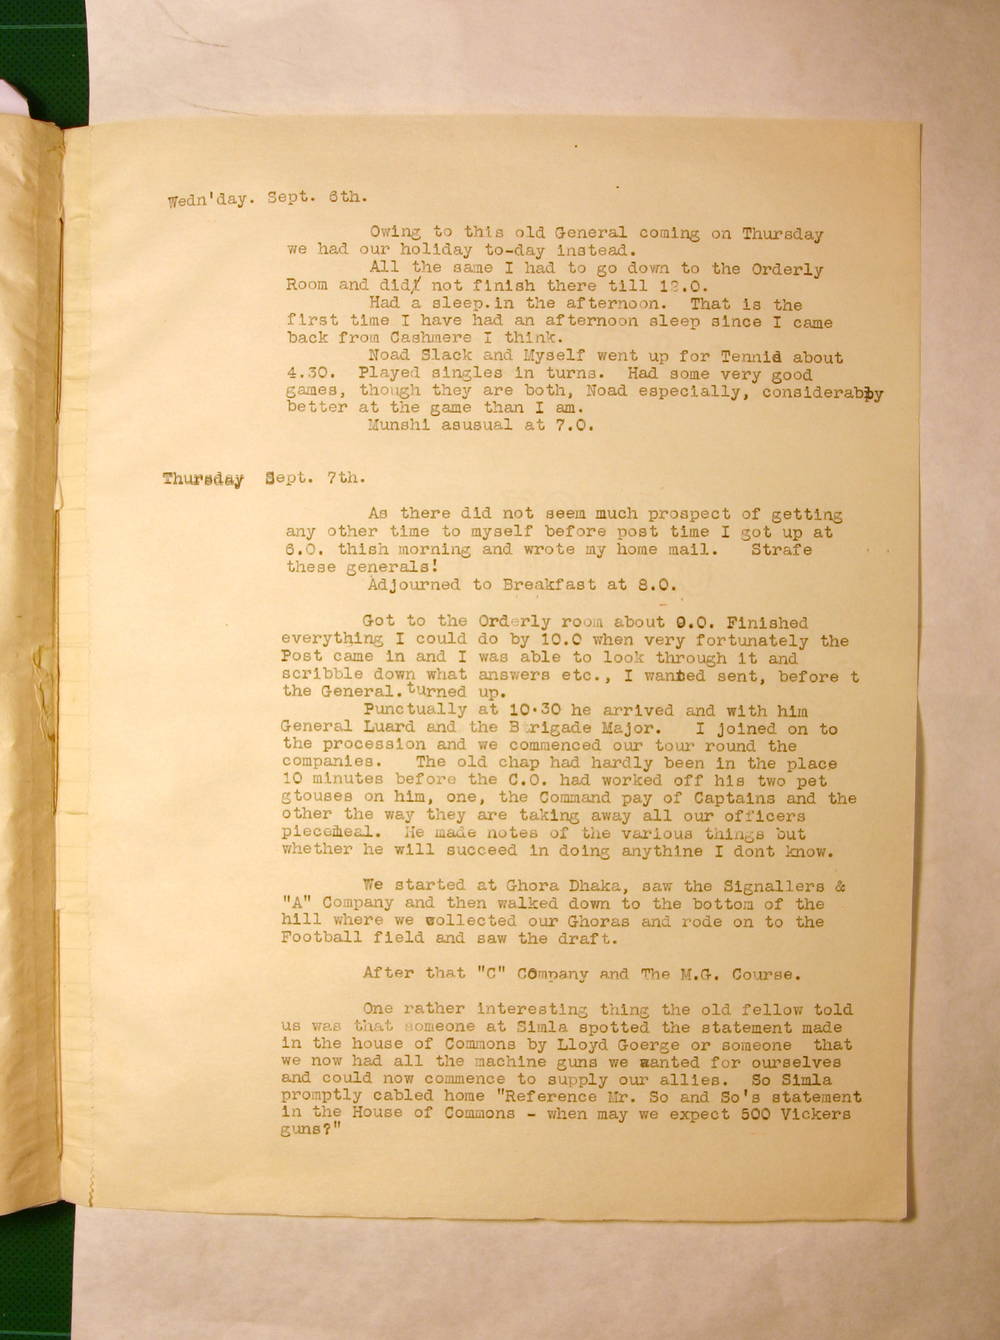 Wedn'day. Sept. 6th.
Owing to this old General coming on Thursday
we had our holiday to-day instead.
All the same I had to go down to the Orderly
Room and did not finish there till 12.0.
Had a sleep.in the afternoon. That is the
first time I have had an afternoon sleep since I came
back from Cashmere I think.
Noad Slack and Myself went up for Tennis about
4.30. Played singles in turns. Had some very good
games, though they are both, Noad especially, considerably
better at the game than I am.
Munshi asusual at 7.0.
Thursday Sept. 7th.
As there did not seem much prospect of getting
any other time to myself before post time I got up at
6.0. thish morning and wrote my home mail. Strafe
these generals!
Adjourned to Breakfast at 8.0.
Got to the Orderly room about 9.0. Finished
everything I could do by 10.0 when very fortunately the
Post came in and I was able to look through it and
scribble down what answers etc., I wanted sent, before t
the General.turned up.
Punctually at 10.30 he arrived and with him
General Luard and the Brigade Major. I joined on to
the procession and we commenced our tour round the
companies. The old chap had hardly been in the place
10 minutes before the C.O. had worked off his two pet
gtouses on him, one, the Command pay of Captains and the
other the way they are taking away all our officers
piecemeal. He made notes of the various things but
whether he will succeed in doing anythine I dont know.
We started at Ghora Dhaka, saw the Signallers &
"A" Company and then walked down to the bottom of the
hill where we collected our Ghoras and rode on to the
Football field and saw the draft.
After that "C" Company and The M.G. Course.
One rather interesting thing the old fellow told
us was that someone at Simla spotted the statement made
in the house of Commons by Lloyd Goerge or someone that
we now had all the machine guns we wanted for ourselves
and could now commence to supply our allies. So Simla
promptly cabled home "Reference Mr. So and So's statement
in the House of Commons - when may we expect 500 Vickers
guns?"